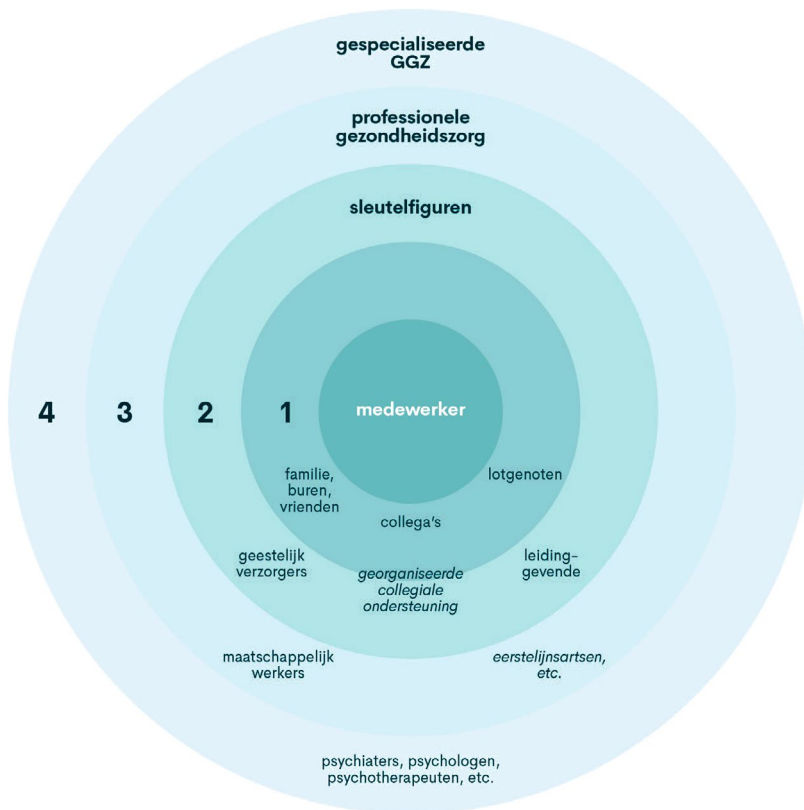 gespecialiseerde
GGZ
professionele
gezondheidszorg
sleutelfiguren
4
3
2
1
medewerker
familie,
buren,
vrienden
lotgenoten
collega's
geestelijk
verzorgers
georganiseerde
collegiale
ondersteuning
leiding-
gevende
maatschappelijk
werkers
eerstelijnsartsen,
etc.
psychiaters, psychologen,
psychotherapeuten, etc.